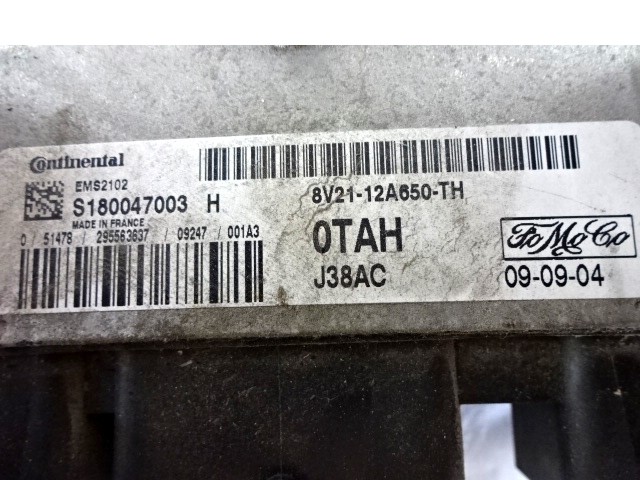 Continental
EMS2102
S180047003 H
MADE IN FRANCE
0 / 51478 / 295563637 / 09247 / 001A3
8V21-12A650-TH
0TAH
J38AC
FoMoCo
09-09-04